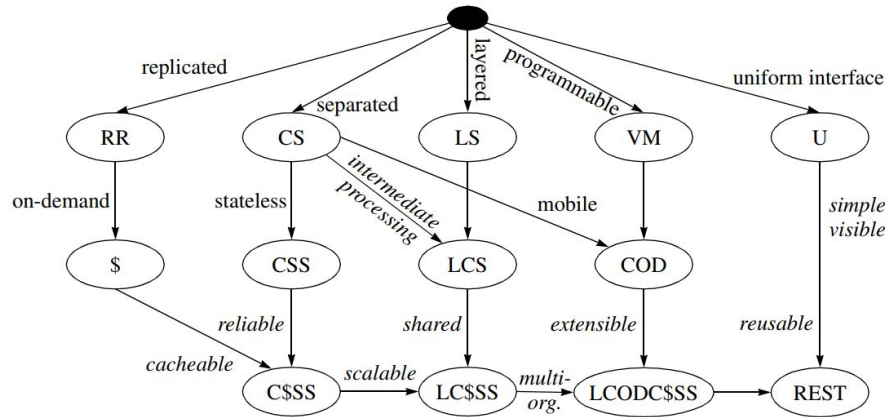 replicated
separated
layered
programmable
uniform interface
RR
CS
LS
VM
U
on-demand
stateless
intermediate
processing
mobile
simple
visible
$
CSS
LCS
COD
cacheable
reliable
shared
extensible
reusable
C$SS
scalable
LC$SS
multi-
org.
LCODC$SS
REST